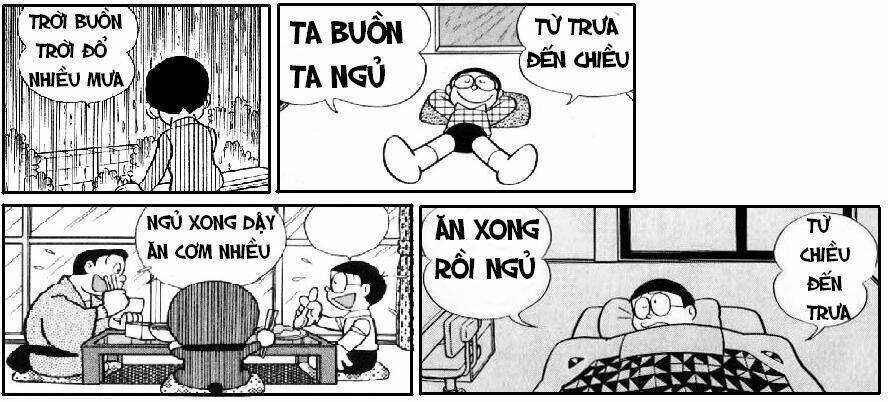 TRỜI BUỒN
TRỜI ĐỔ
NHIỀU MƯA
TA BUỒN
TA NGỦ
TỪ TRƯA
ĐẾN CHIỀU
NGỦ XONG DẬY
ĂN CƠM NHIỀU
ĂN XONG
RỒI NGỦ
TỪ
CHIỀU
ĐẾN
TRƯA